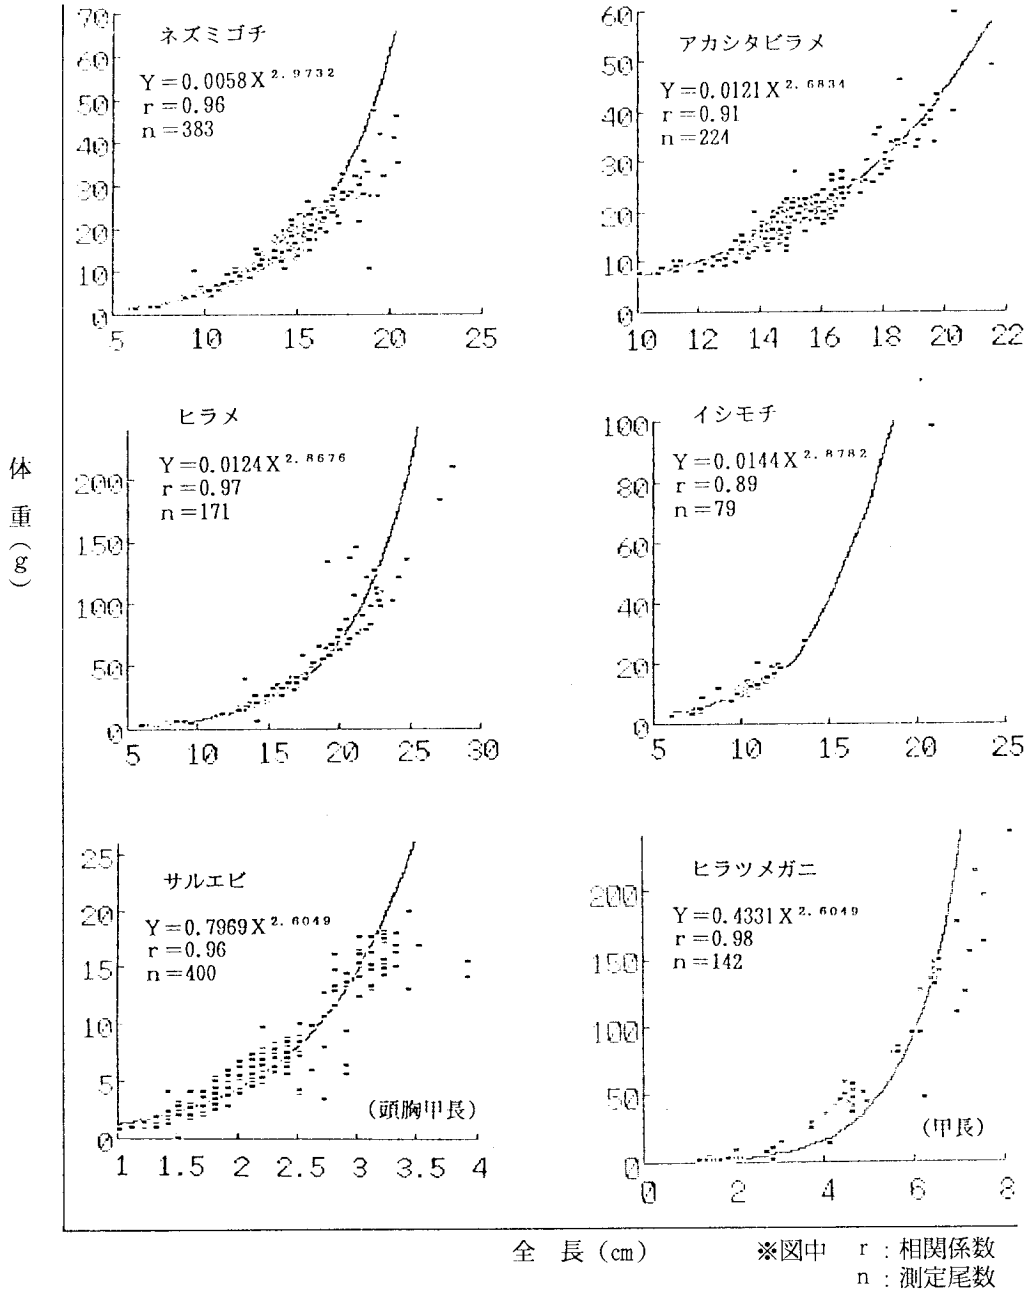 ネズミゴチ
Y=0.0058X^2.9732
r=0.96
n=383
70
60
50
40
30
20
10
0
5 10 15 20 25
アカシタビラメ
Y=0.0121X^2.6834
r=0.91
n=224
60
50
40
30
20
10
0
10 12 14 16 18 20 22
ヒラメ
Y=0.0124X^2.8676
r=0.97
n=171
200
150
100
50
0
5 10 15 20 25 30
イシモチ
Y=0.0144X^2.8782
r=0.89
n=79
100
80
60
40
20
0
5 10 15 20 25
サルエビ
Y=0.7969X^2.6049
r=0.96
n=400
25
20
15
10
5
0
(頭胸甲長)
1 1.5 2 2.5 3 3.5 4
ヒラツメガニ
Y=0.4331X^2.6049
r=0.98
n=142
200
150
100
50
0
(甲長)
0 2 4 6 8
体重(g)
全長(cm)
※図中 r:相関係数
n:測定尾数